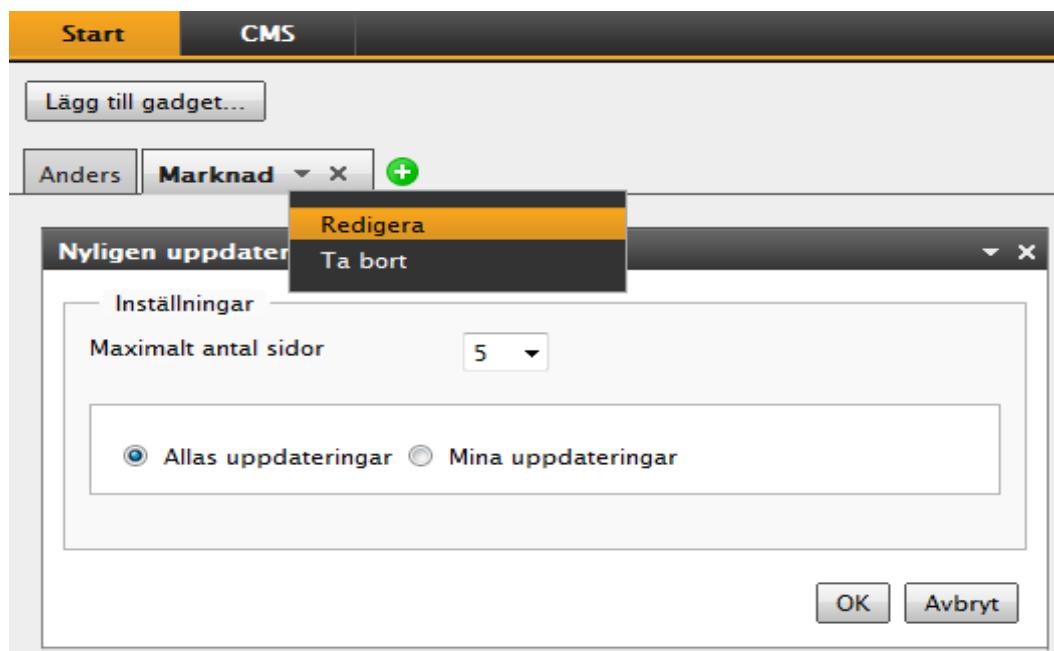 Start CMS
Lägg till gadget...
Anders Marknad
Redigera
Nyligen uppdater
Ta bort
Inställningar
Maximalt antal sidor 5
Allas uppdateringar Mina uppdateringar
OK Avbryt